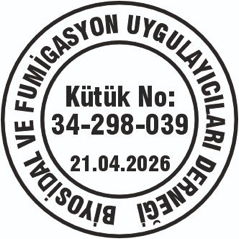 BİYOSİDAL VE FUMİGASYON UYGULAYICILARI DERNEĞİ
Kütük No:
34-298-039
21.04.2026